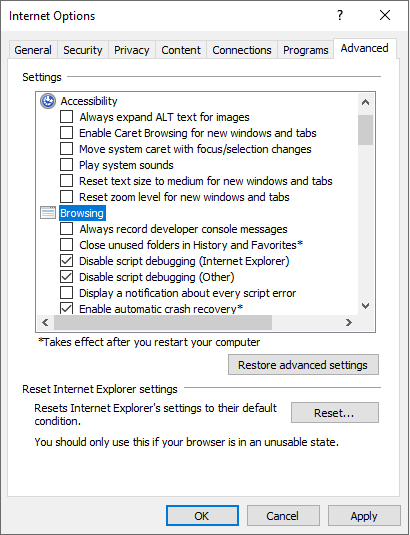 Internet Options
?
General Security Privacy Content Connections Programs Advanced
Settings
Accessibility
Always expand ALT text for images
Enable Caret Browsing for new windows and tabs
Move system caret with focus/selection changes
Play system sounds
Reset text size to medium for new windows and tabs
Reset zoom level for new windows and tabs
Browsing
Always record developer console messages
Close unused folders in History and Favorites*
Disable script debugging (Internet Explorer)
Disable script debugging (Other)
Display a notification about every script error
Enable automatic crash recovery*
*Takes effect after you restart your computer
Restore advanced settings
Reset Internet Explorer settings
Resets Internet Explorer's settings to their default
condition.
Reset...
You should only use this if your browser is in an unusable state.
OK Cancel Apply